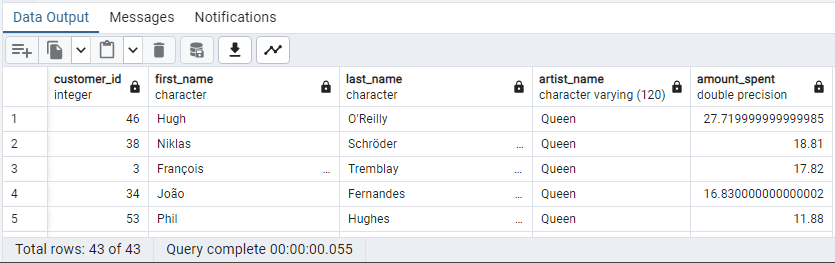 Data Output Messages Notifications
customer_id first_name last_name artist_name amount_spent
integer character character character varying (120) double precision
1 46 Hugh O'Reilly Queen 27.719999999999985
2 38 Niklas Schröder ... Queen 18.81
3 3 François ... Tremblay ... Queen 17.82
4 34 João Fernandes ... Queen 16.830000000000002
5 53 Phil Hughes ... Queen 11.88
Total rows: 43 of 43 Query complete 00:00:00.055